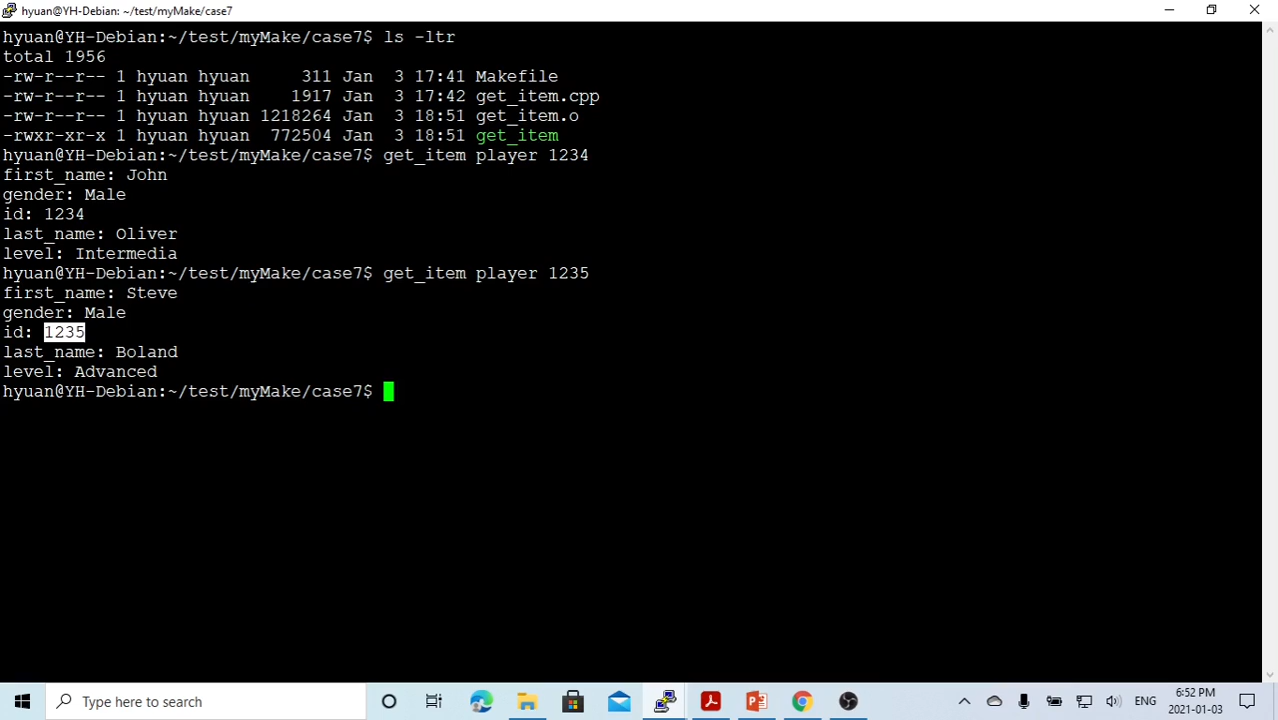 hyuan@YH-Debian: ~/test/myMake/case7
hyuan@YH-Debian:~/test/myMake/case7$ ls -ltr
total 1956
-rw-r--r-- 1 hyuan hyuan     311 Jan  3 17:41 Makefile
-rw-r--r-- 1 hyuan hyuan    1917 Jan  3 17:42 get_item.cpp
-rw-r--r-- 1 hyuan hyuan 1218264 Jan  3 18:51 get_item.o
-rwxr-xr-x 1 hyuan hyuan  772504 Jan  3 18:51 get_item
hyuan@YH-Debian:~/test/myMake/case7$ get_item player 1234
first_name: John
gender: Male
id: 1234
last_name: Oliver
level: Intermedia
hyuan@YH-Debian:~/test/myMake/case7$ get_item player 1235
first_name: Steve
gender: Male
id: 1235
last_name: Boland
level: Advanced
hyuan@YH-Debian:~/test/myMake/case7$
Type here to search
ENG
6:52 PM
2021-01-03